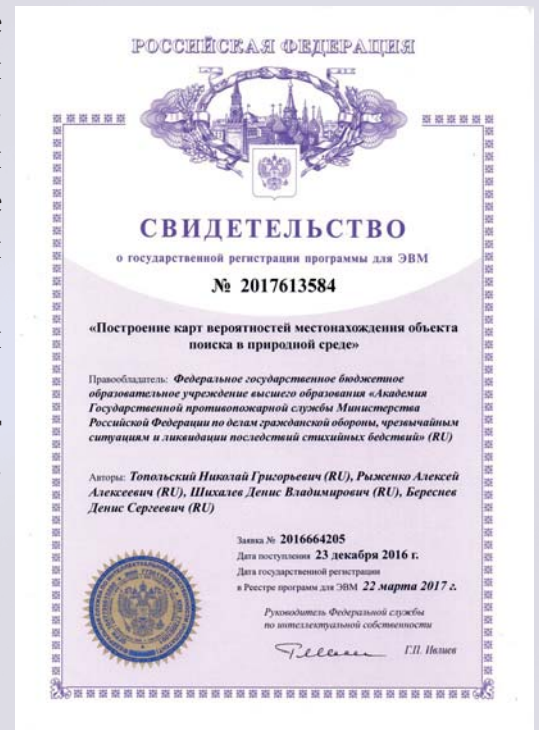 РОССИЙСКАЯ ФЕДЕРАЦИЯ
СВИДЕТЕЛЬСТВО
о государственной регистрации программы для ЭВМ
№ 2017613584
«Построение карт вероятностей местонахождения объекта
поиска в природной среде»
Правообладатель: Федеральное государственное бюджетное
образовательное учреждение высшего образования «Академия
Государственной противопожарной службы Министерства
Российской Федерации по делам гражданской обороны, чрезвычайным
ситуациям и ликвидации последствий стихийных бедствий» (RU)
Авторы: Топольский Николай Григорьевич (RU), Рыженко Алексей
Алексеевич (RU), Шихалев Денис Владимирович (RU), Береснев
Денис Сергеевич (RU)
Заявка № 2016664205
Дата поступления 23 декабря 2016 г.
Дата государственной регистрации
в Реестре программ для ЭВМ 22 марта 2017 г.
Руководитель Федеральной службы
по интеллектуальной собственности
Г.П. Ивлиев